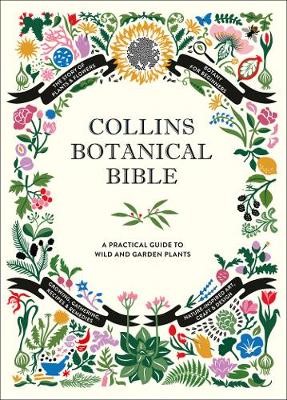 THE STORY OF
PLANTS & FLOWERS
BOTANY
FOR BEGINNERS
COLLINS
BOTANICAL
BIBLE
A PRACTICAL GUIDE TO
WILD AND GARDEN PLANTS
GROWING, GATHERING,
RECIPES & REMEDIES
NATURE-INSPIRED ART,
CRAFT & DESIGN